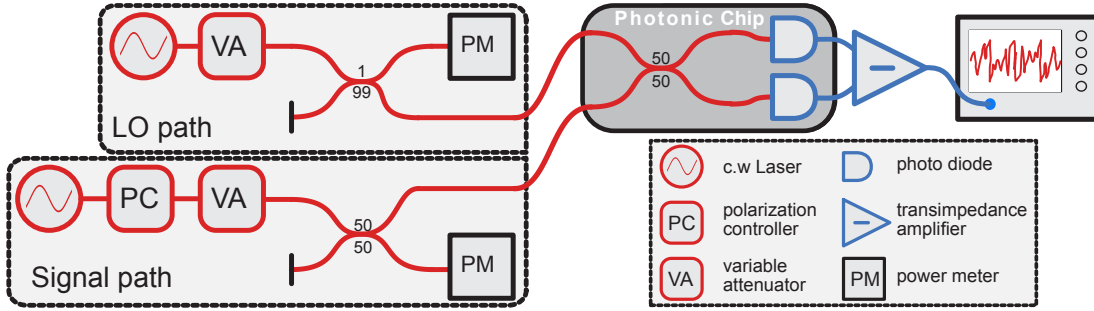 Photonic Chip
VA
PM
1
99
50
50
LO path
PC
VA
50
50
PM
Signal path
c.w Laser
photo diode
PC
polarization
controller
transimpedance
amplifier
VA
variable
attenuator
PM
power meter